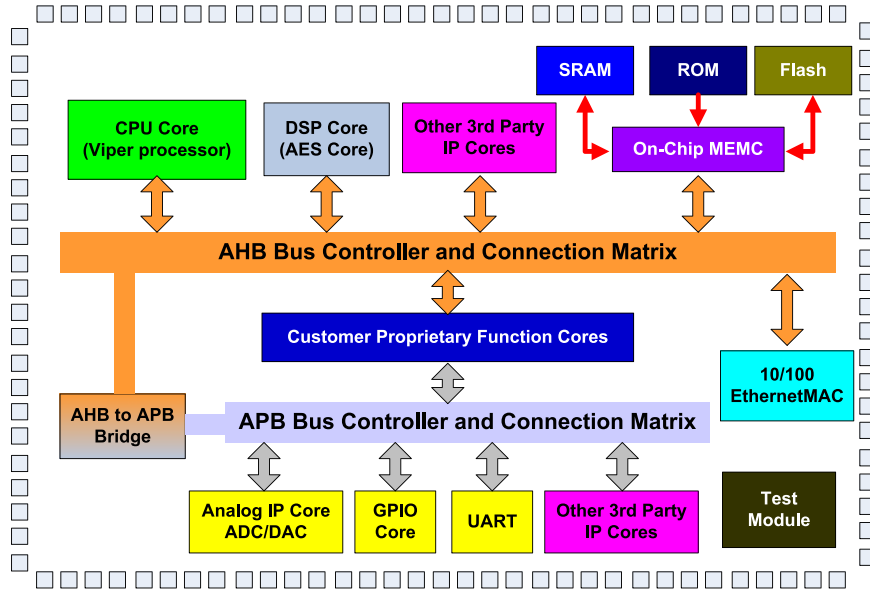 SRAM
ROM
Flash
CPU Core
(Viper processor)
DSP Core
(AES Core)
Other 3rd Party
IP Cores
On-Chip MEMC
AHB Bus Controller and Connection Matrix
Customer Proprietary Function Cores
10/100
EthernetMAC
AHB to APB
Bridge
APB Bus Controller and Connection Matrix
Analog IP Core
ADC/DAC
GPIO
Core
UART
Other 3rd Party
IP Cores
Test
Module